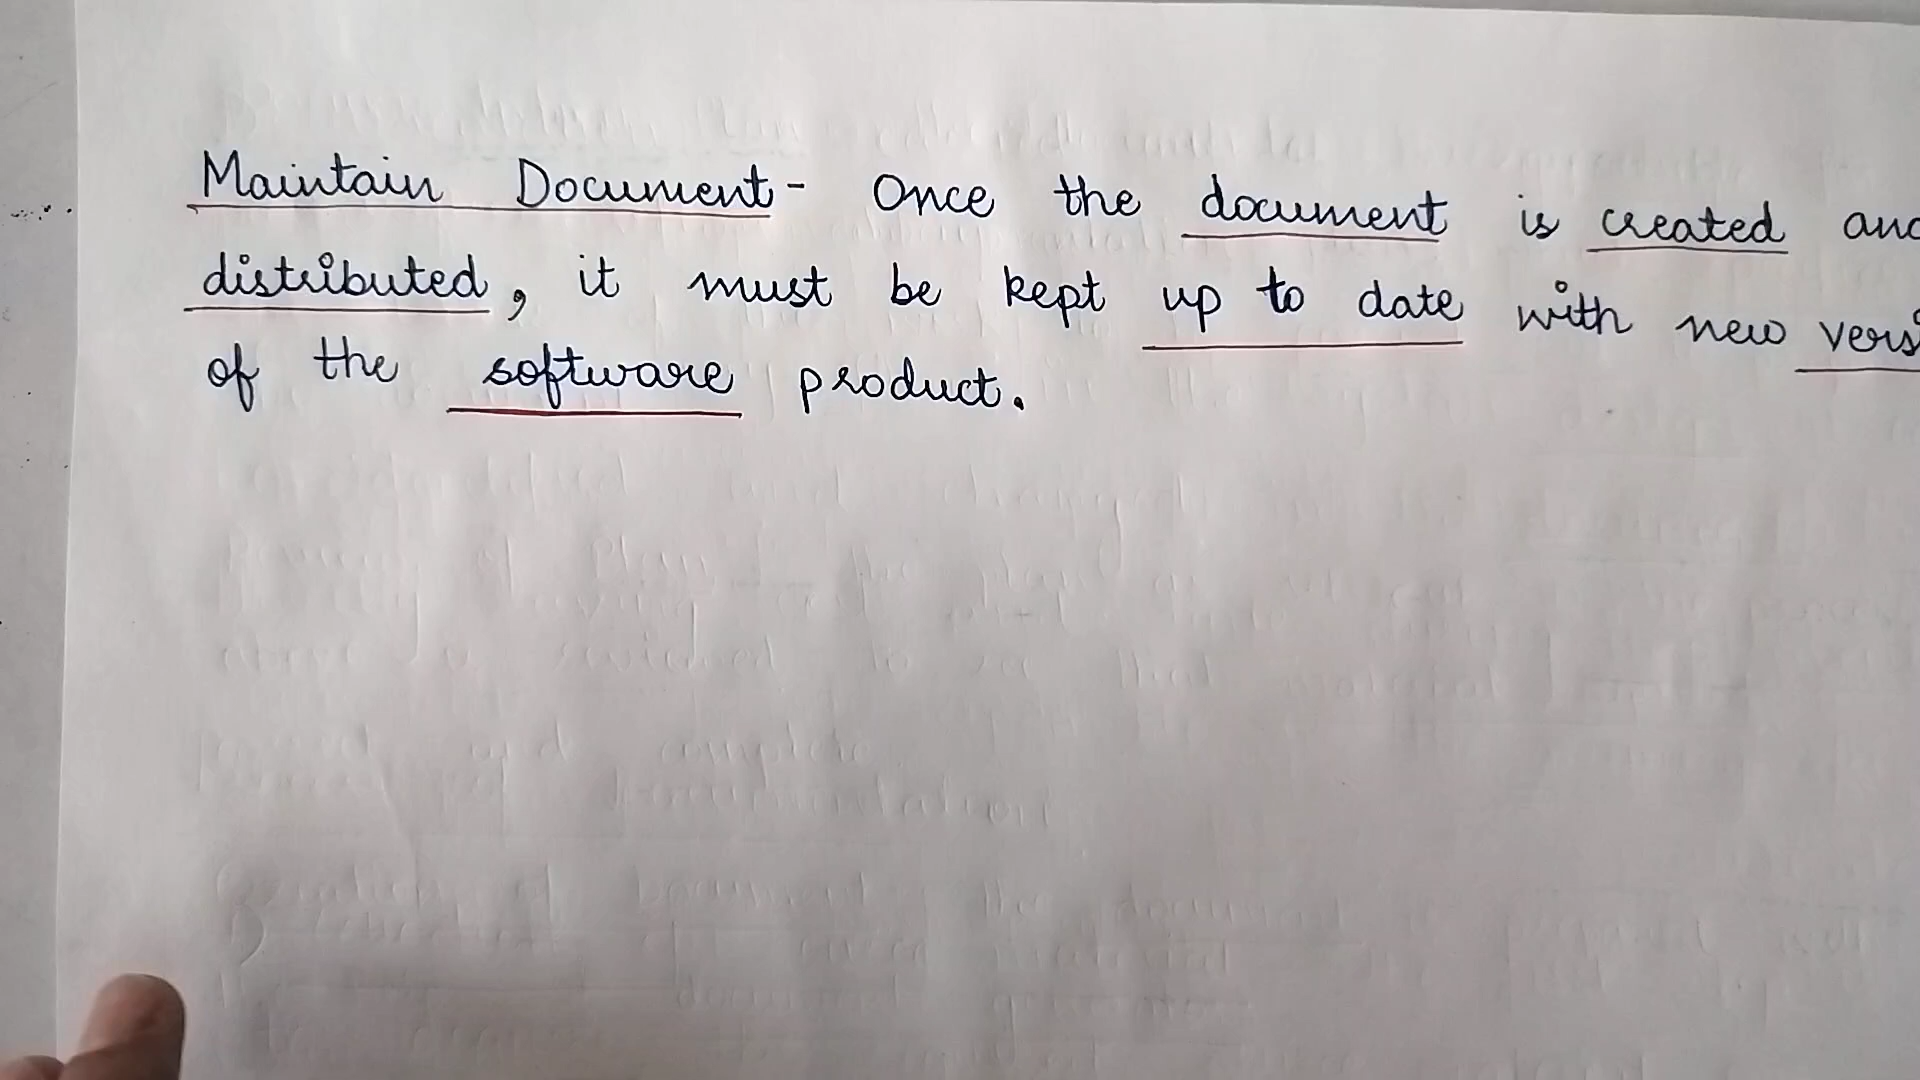 Maintain Document - Once the document is created and
distributed, it must be kept up to date with new
of the software product.